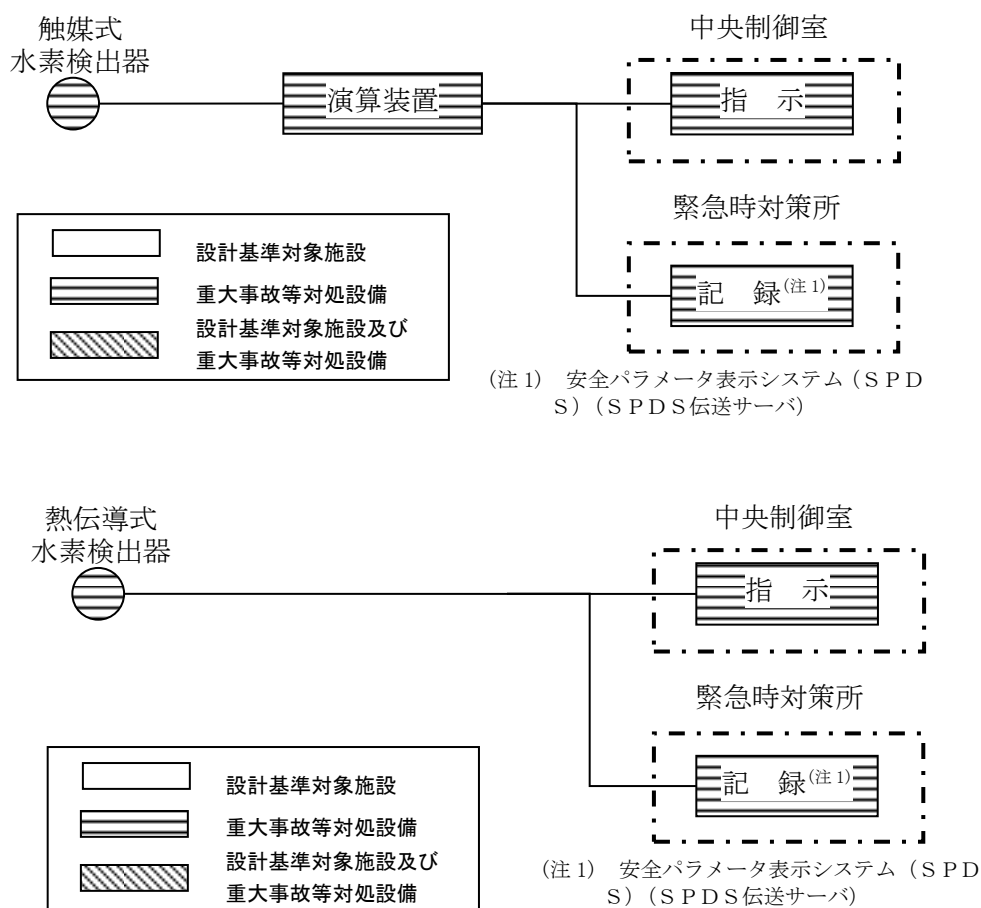 触媒式
水素検出器
演算装置
中央制御室
指　示
緊急時対策所
記　録(注1)
設計基準対象施設
重大事故等対処設備
設計基準対象施設及び
重大事故等対処設備
(注1)　安全パラメータ表示システム（ＳＰＤ
Ｓ）（ＳＰＤＳ伝送サーバ）
熱伝導式
水素検出器
中央制御室
指　示
緊急時対策所
記　録(注1)
設計基準対象施設
重大事故等対処設備
設計基準対象施設及び
重大事故等対処設備
(注1)　安全パラメータ表示システム（ＳＰＤ
Ｓ）（ＳＰＤＳ伝送サーバ）